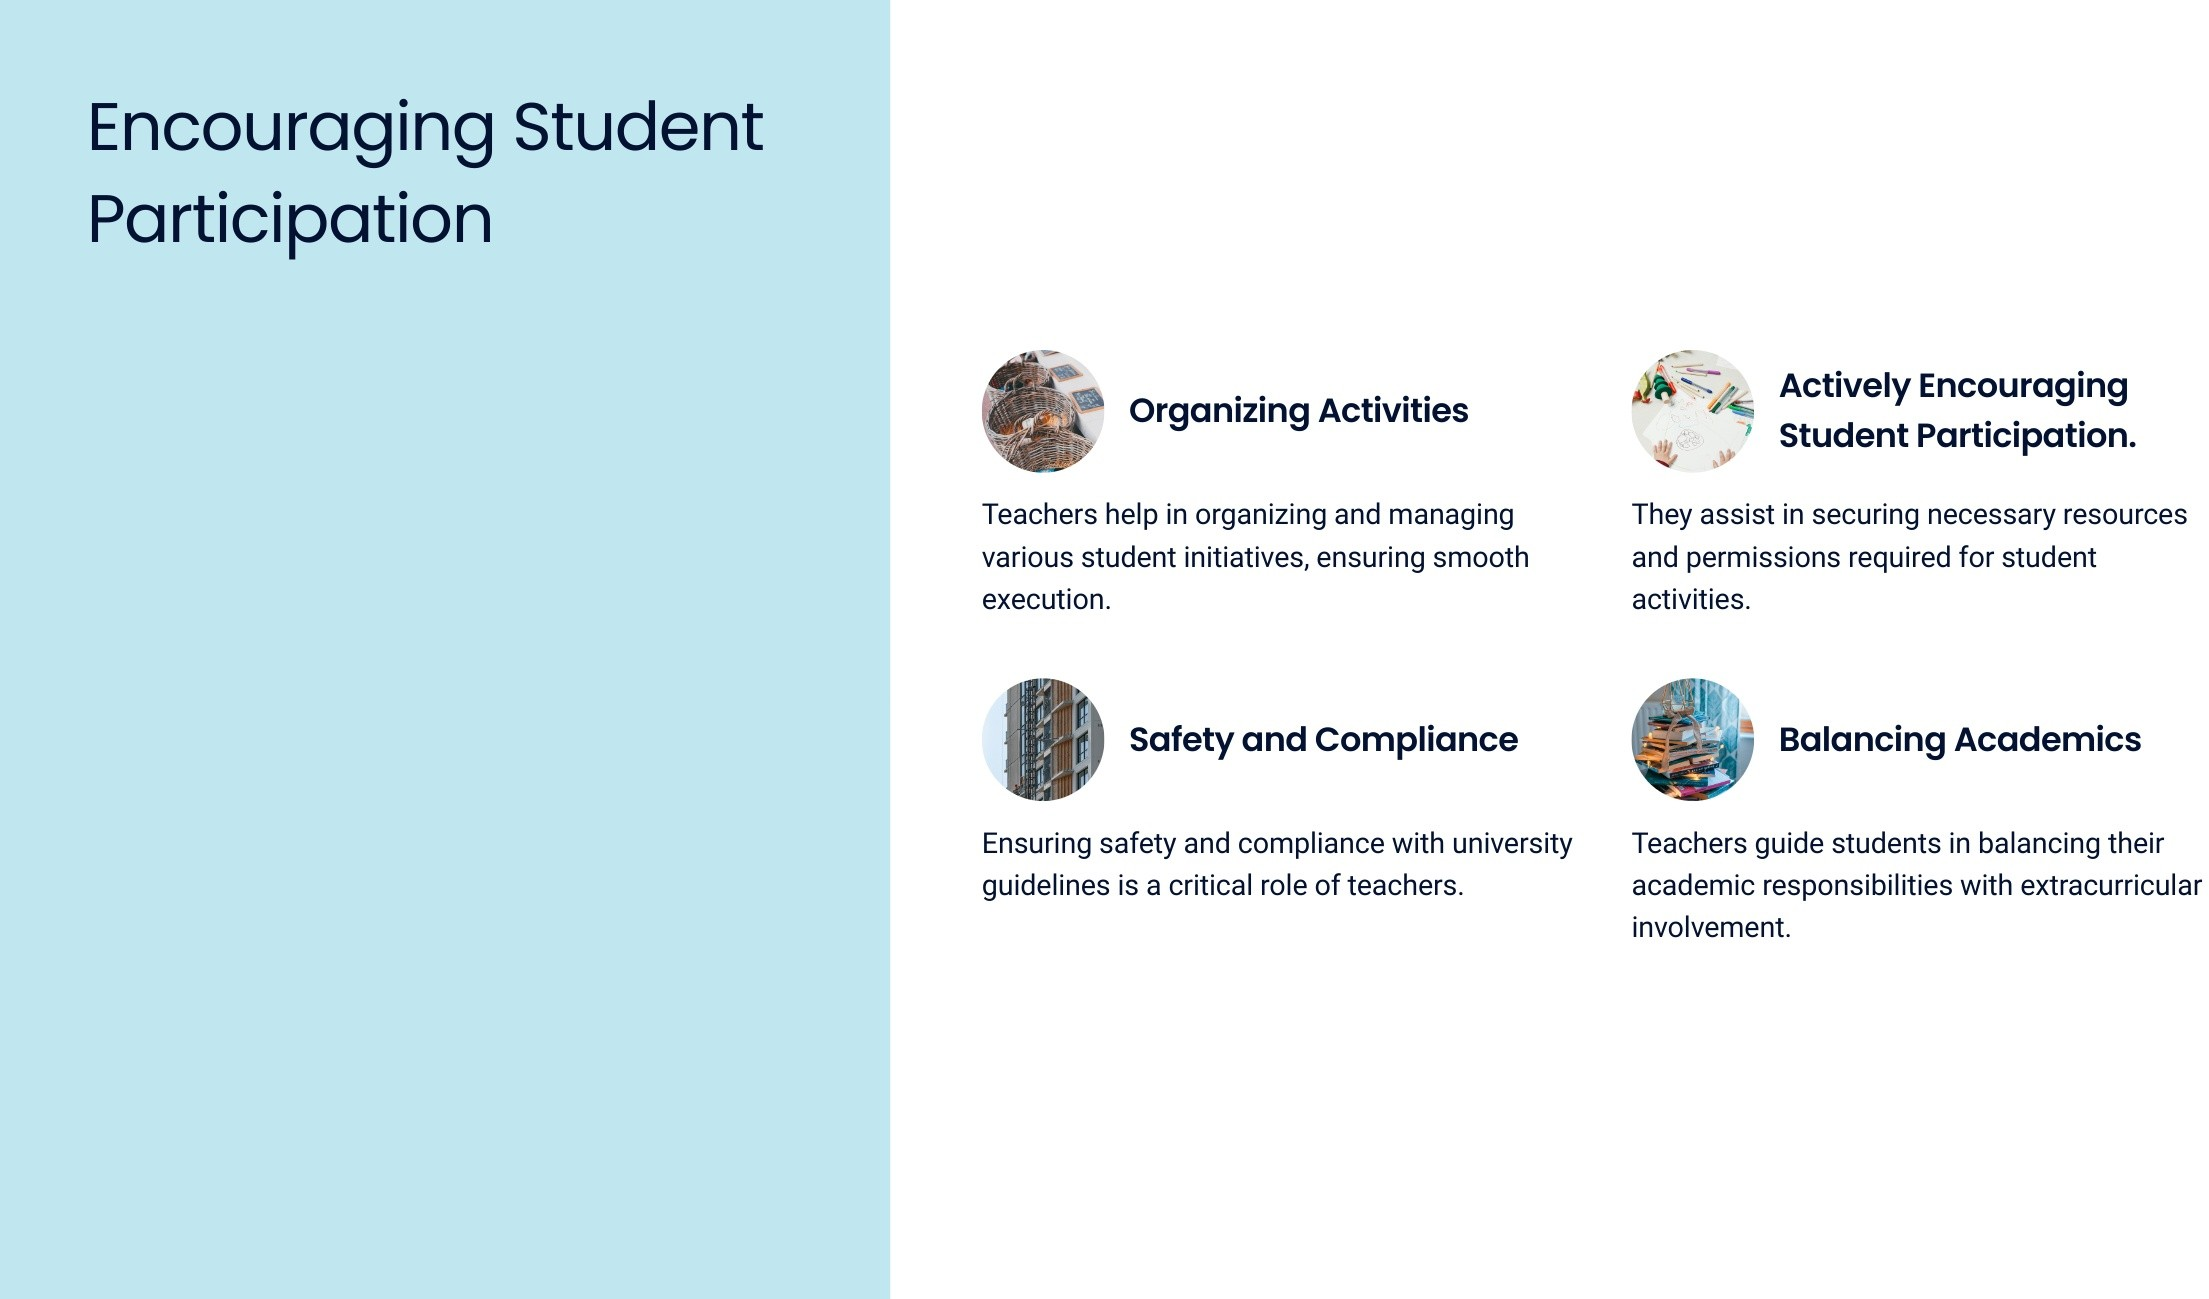 Encouraging Student
Participation
Organizing Activities
Teachers help in organizing and managing
various student initiatives, ensuring smooth
execution.
Actively Encouraging
Student Participation.
They assist in securing necessary resources
and permissions required for student
activities.
Safety and Compliance
Ensuring safety and compliance with university
guidelines is a critical role of teachers.
Balancing Academics
Teachers guide students in balancing their
academic responsibilities with extracurricular
involvement.